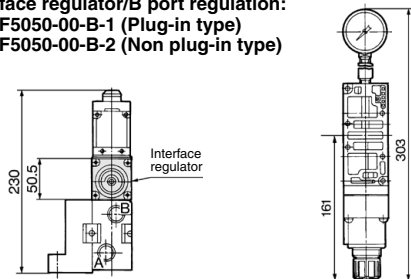 face regulator/B port regulation:
F5050-00-B-1 (Plug-in type)
F5050-00-B-2 (Non plug-in type)
230
50.5
Interface
regulator
B
A
161
303